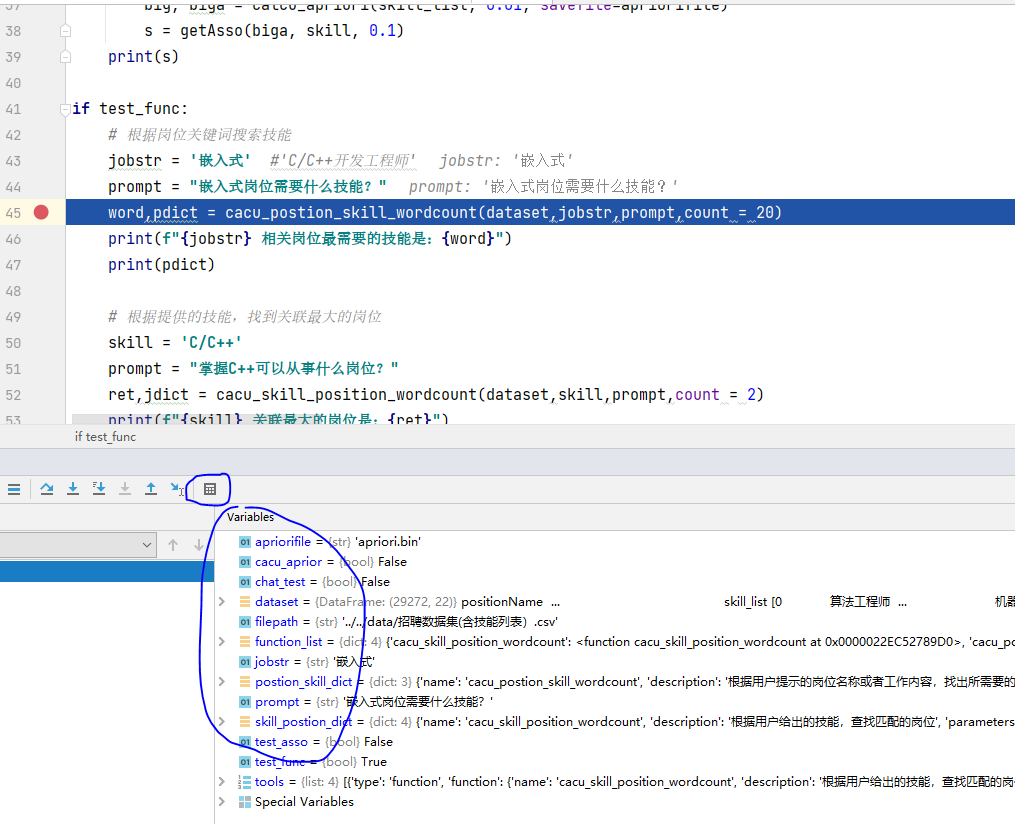 37 big, biga = calcu_apriori(skill_list, 0.01, savefile=apriorifile)
38 s = getAsso(biga, skill, 0.1)
39 print(s)
40
41 if test_func:
42 # 根据岗位关键词搜索技能
43 jobstr = '嵌入式' #'C/C++开发工程师' jobstr: '嵌入式'
44 prompt = "嵌入式岗位需要什么技能？" prompt: '嵌入式岗位需要什么技能？'
45 word,pdict = cacu_postion_skill_wordcount(dataset,jobstr,prompt,count = 20)
46 print(f"{jobstr} 相关岗位最需要的技能是：{word}")
47 print(pdict)
48
49 # 根据提供的技能，找到关联最大的岗位
50 skill = 'C/C++'
51 prompt = "掌握C++可以从事什么岗位？"
52 ret,jdict = cacu_skill_position_wordcount(dataset,skill,prompt,count = 2)
53 print(f"{skill} 关联最大的岗位是：{ret}")
if test_func
Variables
apriorifile = {str} 'apriori.bin'
cacu_aprior = {bool} False
chat_test = {bool} False
dataset = {DataFrame: (29272, 22)} positionName ... skill_list [0 算法工程师 ... 机器
filepath = {str} '../../data/招聘数据集(含技能列表）.csv'
function_list = {dict: 4} {'cacu_skill_position_wordcount': <function cacu_skill_position_wordcount at 0x0000022EC52789D0>, 'cacu_po
jobstr = {str} '嵌入式'
postion_skill_dict = {dict: 3} {'name': 'cacu_postion_skill_wordcount', 'description': '根据用户提示的岗位名称或者工作内容，找出所需要的
prompt = {str} '嵌入式岗位需要什么技能？'
skill_postion_dict = {dict: 4} {'name': 'cacu_skill_position_wordcount', 'description': '根据用户给出的技能，查找匹配的岗位', 'parameters
test_asso = {bool} False
test_func = {bool} True
tools = {list: 4} [{'type': 'function', 'function': {'name': 'cacu_skill_position_wordcount', 'description': '根据用户给出的技能，查找匹配的岗
Special Variables